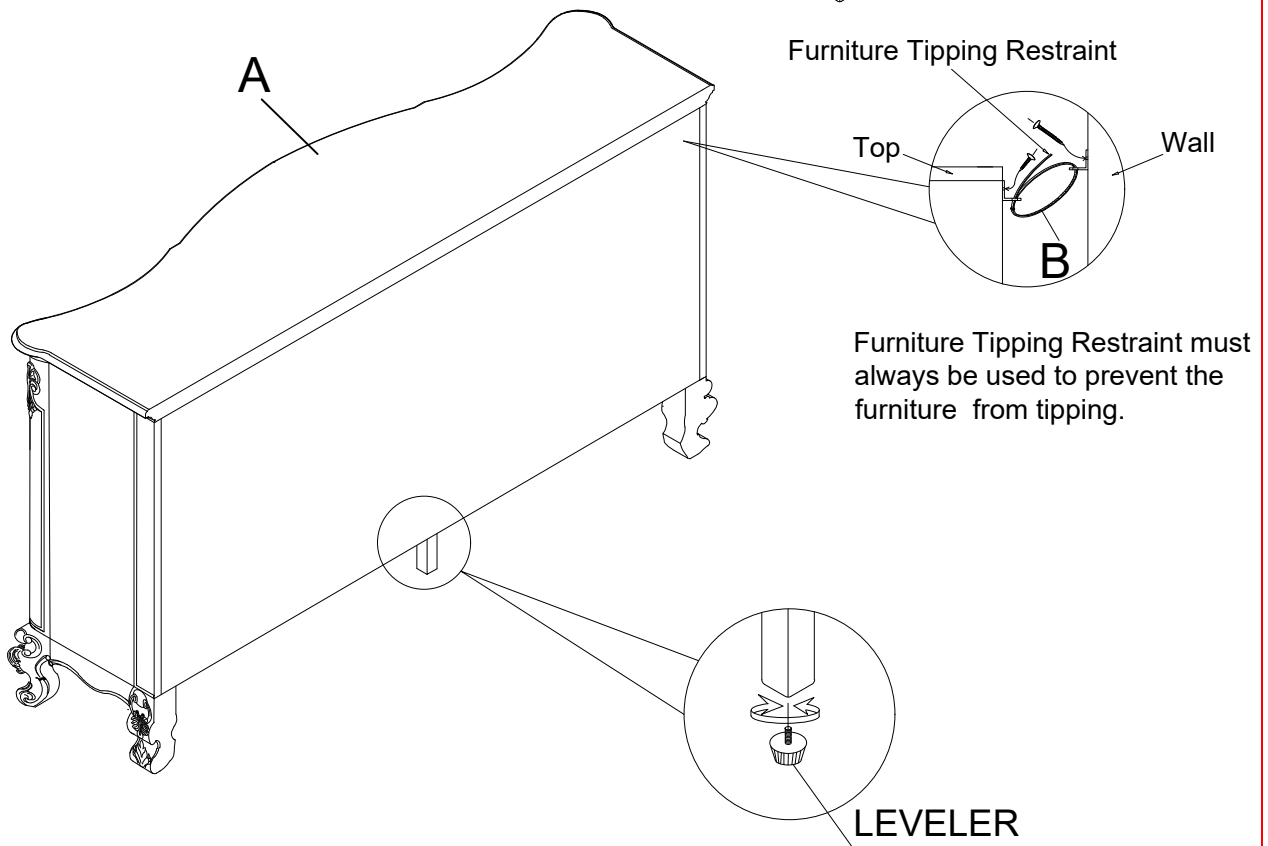 Furniture Tipping Restraint
A
Top
Wall
B
Furniture Tipping Restraint must
always be used to prevent the
furniture from tipping.
LEVELER